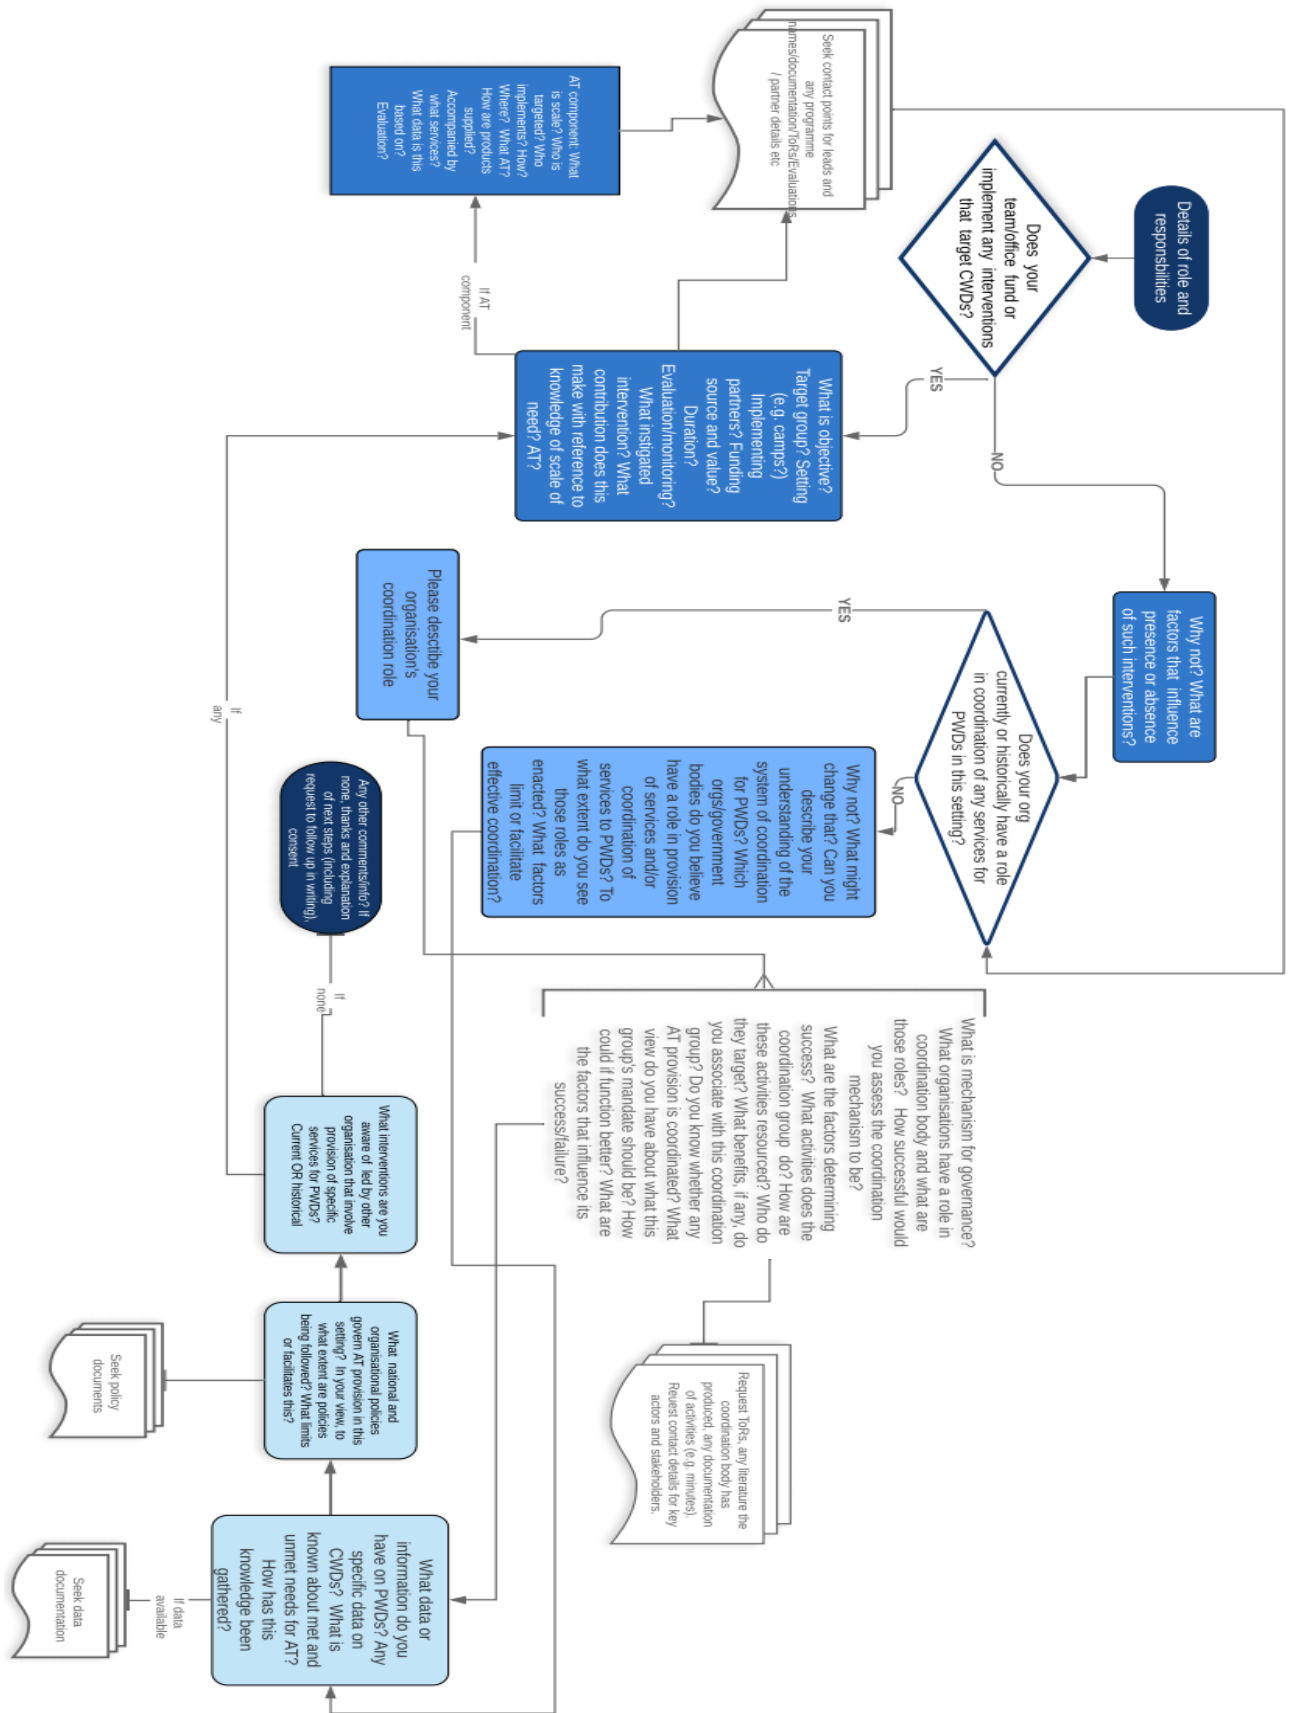 Details of role and
responsbilities
Does your
team/office fund or
implement any interventions
that target CWDs?
YES
NO
Seek contact points for leads and
any programme
names/documentation/ToRs/Evaluations
/ partner details etc
AT component: What
is scale? Who is
targeted? Who
implements? How?
Where? What AT?
How are products
supplied?
Accompanied by
what services?
What data is this
based on?
Evaluation?
If AT
component
What is objective?
Target group? Setting
(e.g. camps?)
Implementing
partners? Funding
source and value?
Duration?
Evaluation/monitoring?
What instigated
intervention? What
contribution does this
make with reference to
knowledge of scale of
need? AT?
Why not? What are
factors that influence
presence or absence
of such interventions?
Does your org
currently or historically have a role
in coordination of any services for
PWDs in this setting?
YES
NO
Please desctibe your
organisation's
coordination role
Why not? What might
change that? Can you
describe your
understanding of the
system of coordination
for PWDs? Which
orgs/government
bodies do you believe
have a role in provision
of services and/or
coordination of
services to PWDs? To
what extent do you see
those roles as
enacted? What factors
limit or facilitate
effective coordination?
What is mechanism for governance?
What organisations have a role in
coordination body and what are
those roles? How successful would
you assess the coordination
mechanism to be?
What are the factors determining
success? What activities does the
coordination group do? How are
these activities resourced? Who do
they target? What benefits, if any, do
you associate with this coordination
group? Do you know whether any
AT provision is coordinated? What
view do you have about what this
group's mandate should be? How
could if function better? What are
the factors that influence its
success/failure?
Request ToRs, any literature the
coordination body has
produced, any documentation
of activities (e.g. minutes).
Reuest contact details for key
actors and stakeholders.
What data or
information do you
have on PWDs? Any
specific data on
CWDs? What is
known about met and
unmet needs for AT?
How has this
knowledge been
gathered?
If data
available
Seek data
documentation
What national and
organisational policies
govern AT provision in this
setting? In your view, to
what extent are policies
being followed? What limits
or facilitates this?
Seek policy
documents
What interventions are you
aware of led by other
organisation that involve
provision of specific
services for PWDs?
Current OR historical
If
any
If
none
Any other comments/info? If
none, thanks and explanation
of next steps (including
request to follow up in writing),
consent